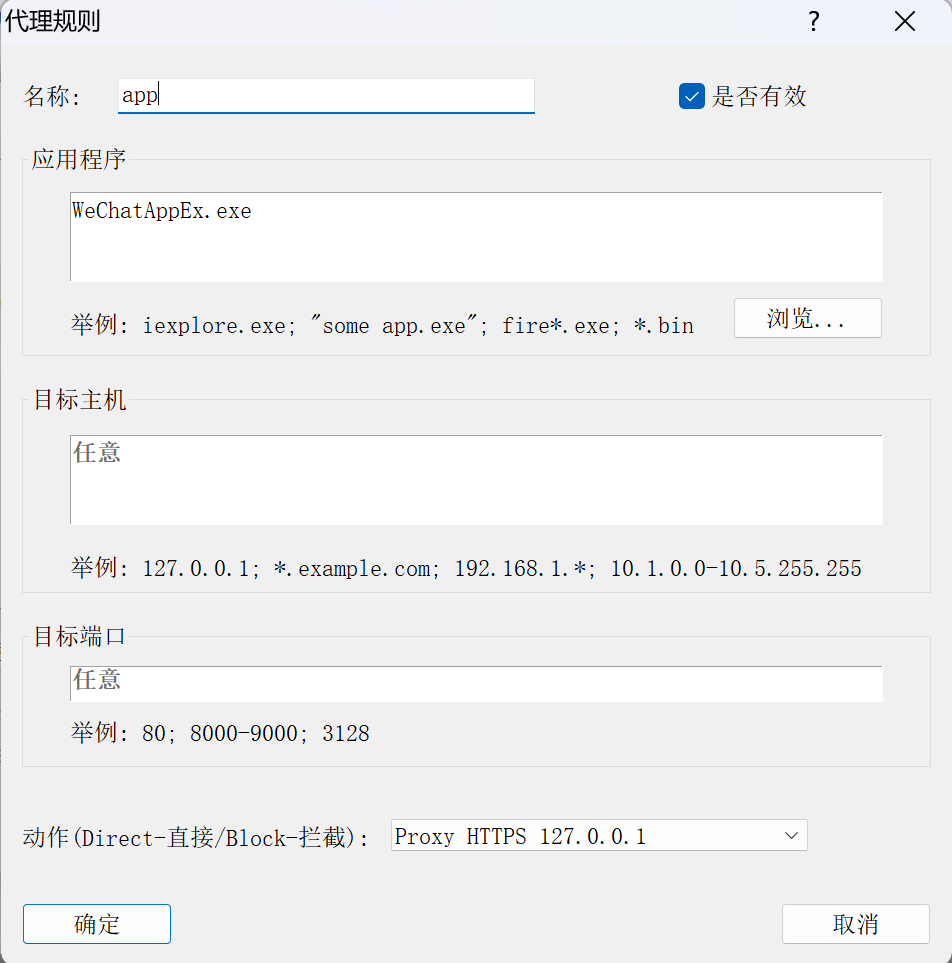 代理规则
名称: app
是否有效
应用程序
WeChatAppEx.exe
举例: iexplore.exe; "some app.exe"; fire*.exe; *.bin
浏览...
目标主机
任意
举例: 127.0.0.1; *.example.com; 192.168.1.*; 10.1.0.0-10.5.255.255
目标端口
任意
举例: 80; 8000-9000; 3128
动作(Direct-直接/Block-拦截): Proxy HTTPS 127.0.0.1
确定
取消